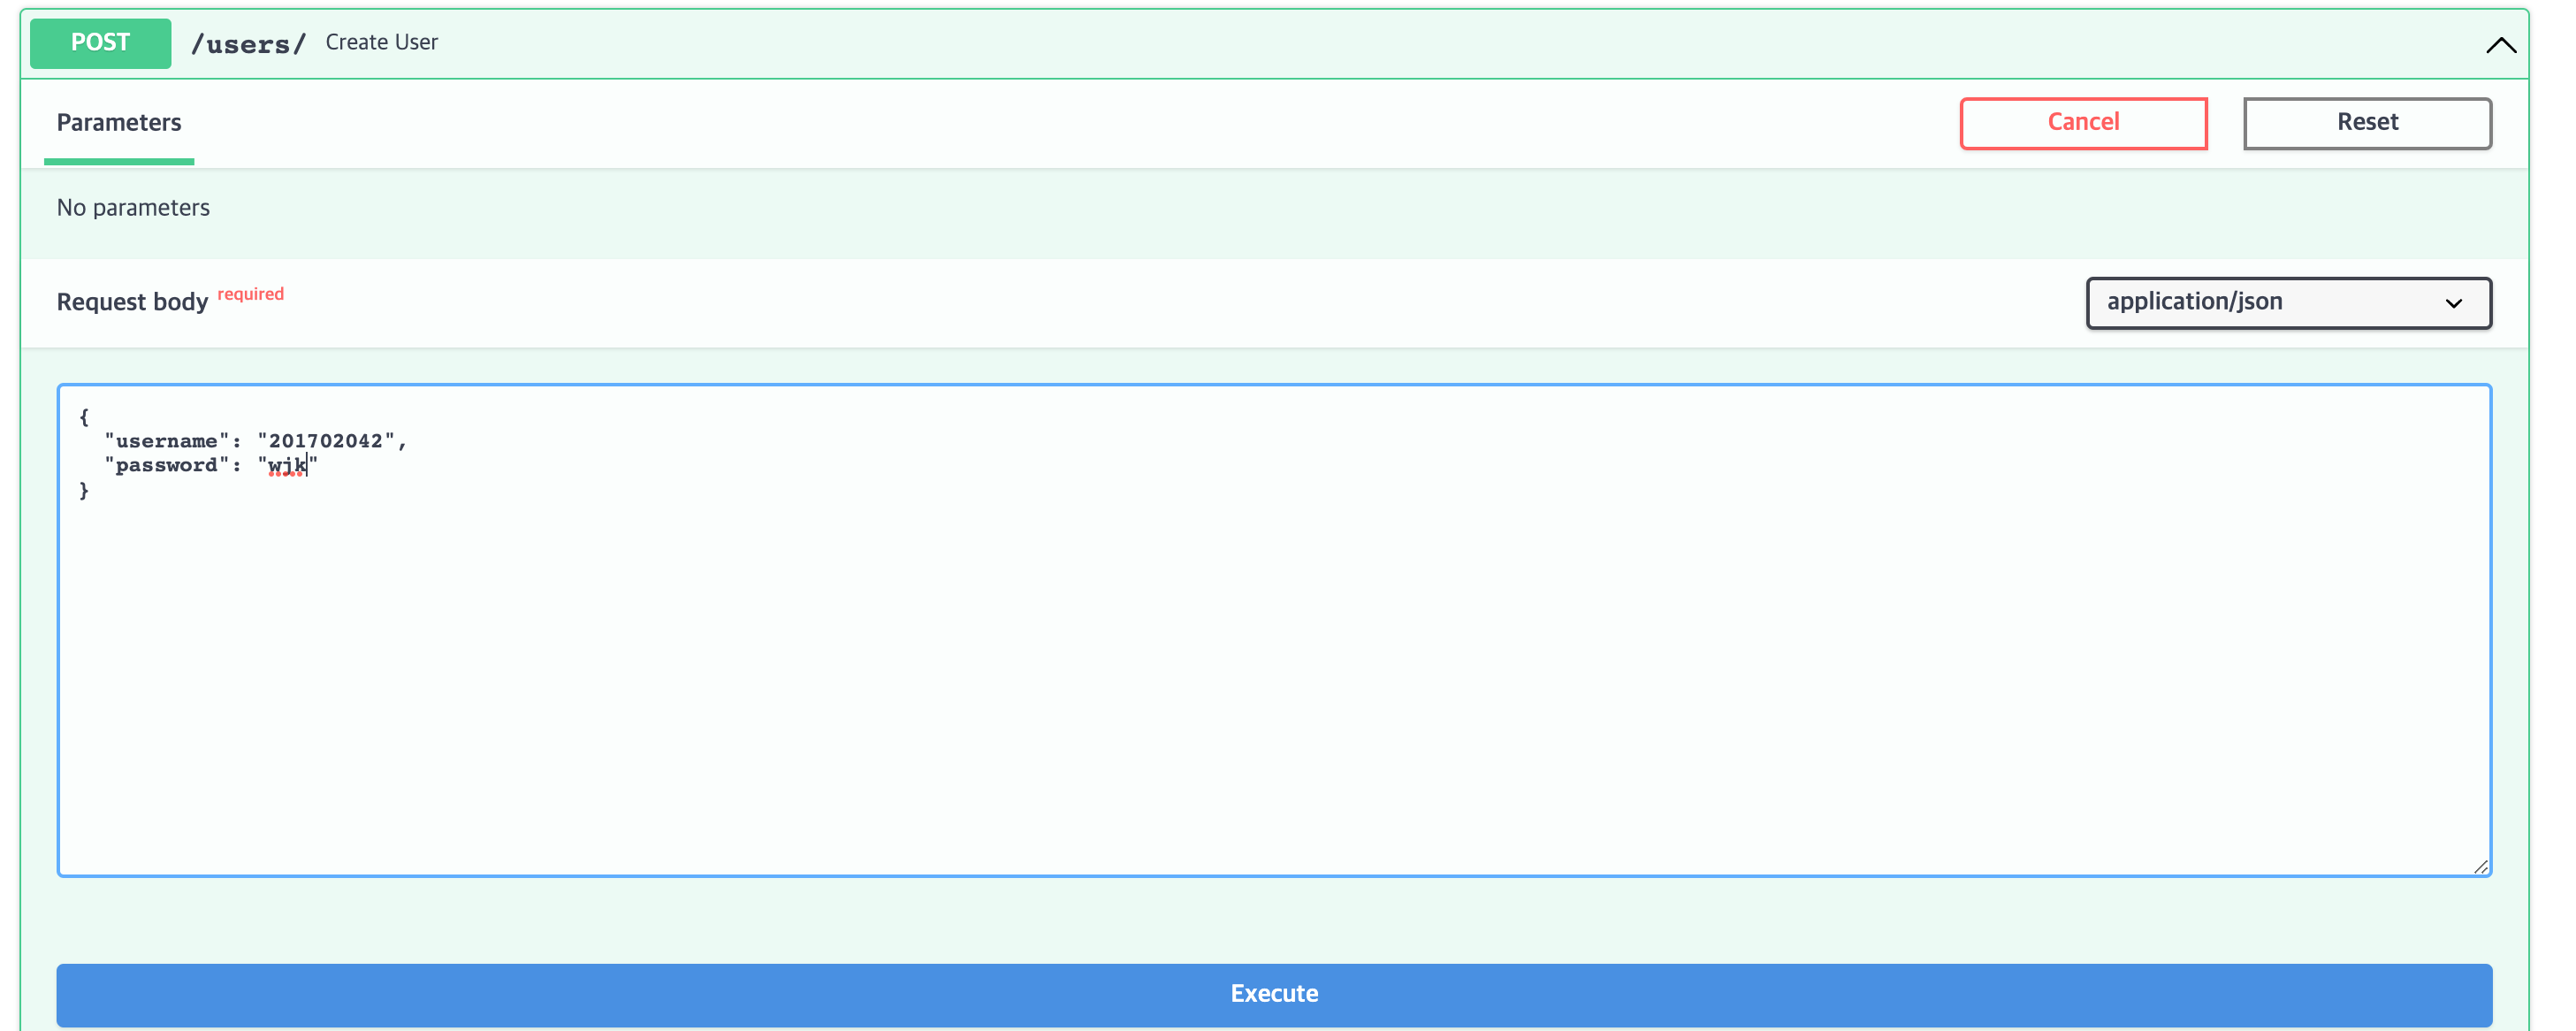 POST /users/ Create User
Parameters
Cancel
Reset
No parameters
Request body required
application/json
{
"username": "201702042",
"password": "wjk"
}
Execute